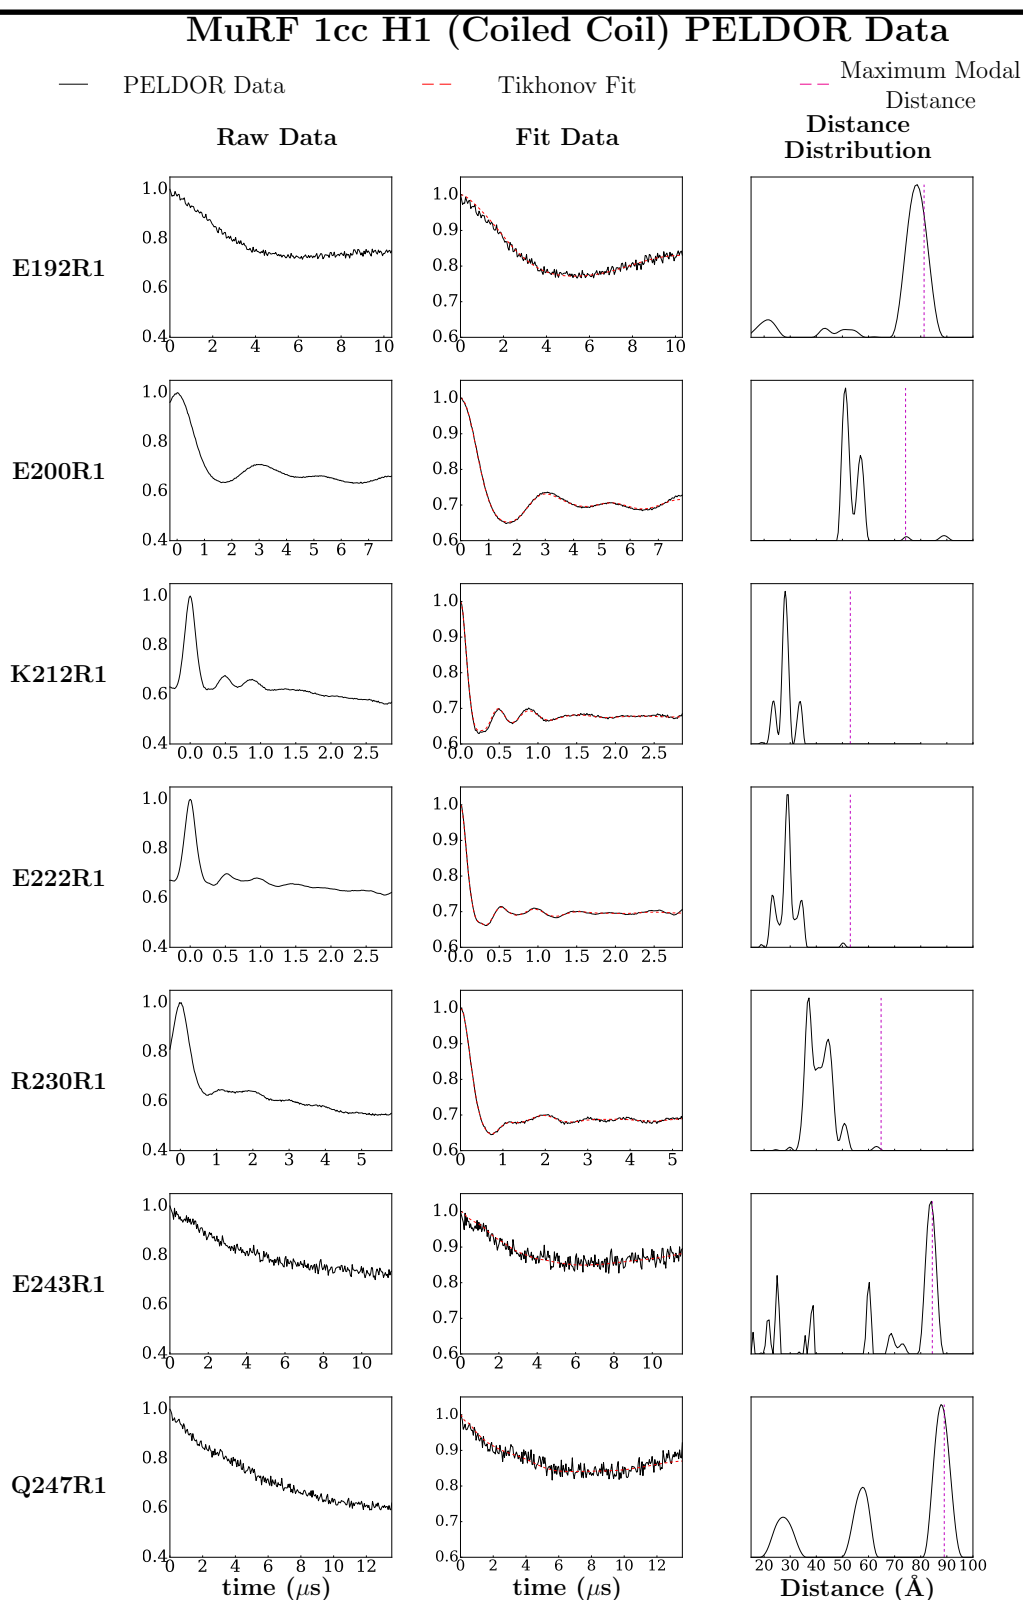 MuRF 1cc H1 (Coiled Coil) PELDOR Data
PELDOR Data Tikhonov Fit Maximum Modal
Distance
Raw Data Fit Data Distance
Distribution
E192R1
1.0 0.8 0.6 0.4
0 2 4 6 8 10
1.0 0.9 0.8 0.7 0.6
0 2 4 6 8 10
E200R1
1.0 0.8 0.6 0.4
0 1 2 3 4 5 6 7
1.0 0.9 0.8 0.7 0.6
0 1 2 3 4 5 6 7
K212R1
1.0 0.8 0.6 0.4
0.0 0.5 1.0 1.5 2.0 2.5
1.0 0.9 0.8 0.7 0.6
0.0 0.5 1.0 1.5 2.0 2.5
E222R1
1.0 0.8 0.6 0.4
0.0 0.5 1.0 1.5 2.0 2.5
1.0 0.9 0.8 0.7 0.6
0.0 0.5 1.0 1.5 2.0 2.5
R230R1
1.0 0.8 0.6 0.4
0 1 2 3 4 5
1.0 0.9 0.8 0.7 0.6
0 1 2 3 4 5
E243R1
1.0 0.8 0.6 0.4
0 2 4 6 8 10
1.0 0.9 0.8 0.7 0.6
0 2 4 6 8 10
Q247R1
1.0 0.8 0.6 0.4
0 2 4 6 8 10 12
1.0 0.9 0.8 0.7 0.6
0 2 4 6 8 10 12
20 30 40 50 60 70 80 90 100
time (μs) time (μs) Distance (Å)